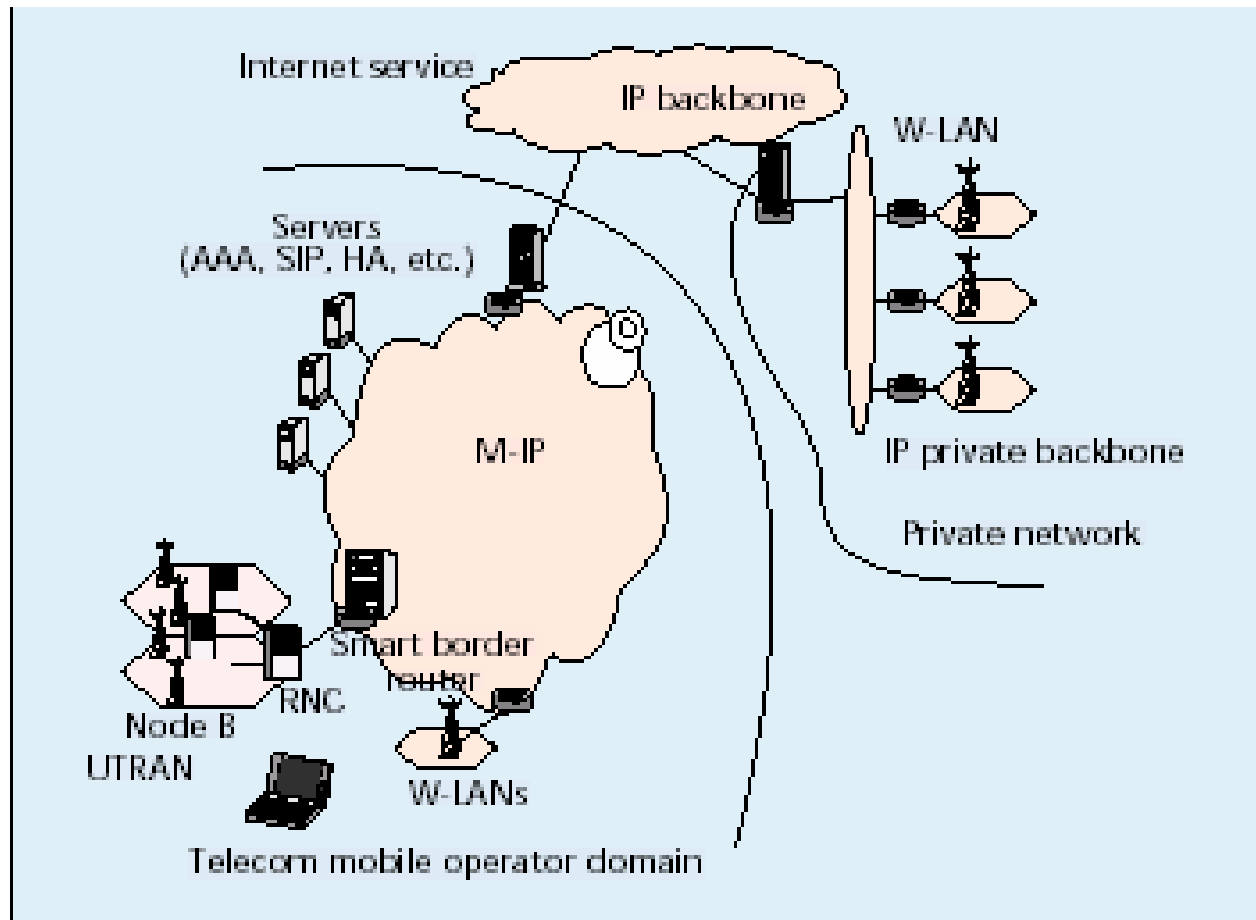 Internet service
IP backbone
W-LAN
Servers
(AAA, SIP, HA, etc.)
M-IP
IP private backbone
Private network
Smart border
router
RNC
Node B
UTRAN
W-LANs
Telecom mobile operator domain